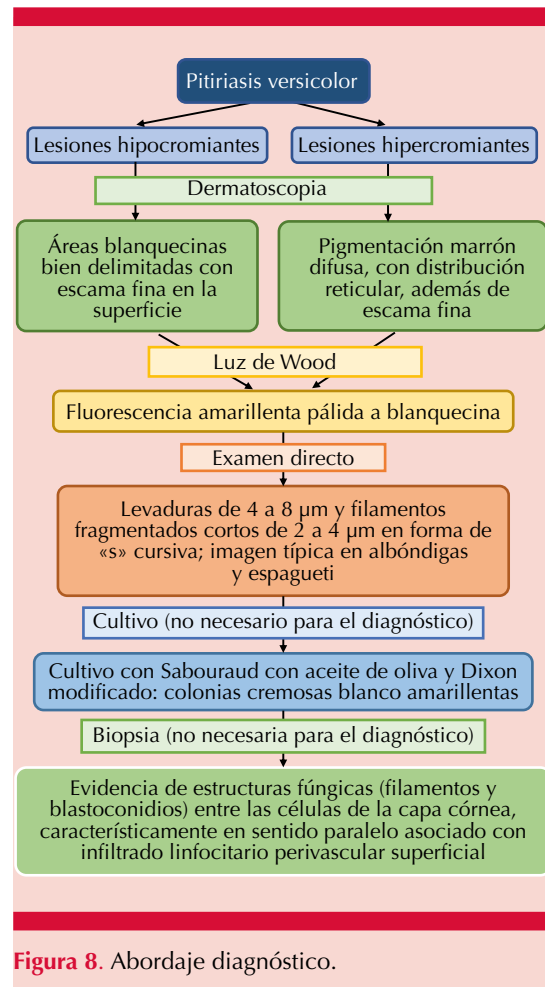 Pitiriasis versicolor
Lesiones hipocromiantes
Lesiones hipercromiantes
Dermatoscopia
Áreas blanquecinas
bien delimitadas con
escama fina en la
superficie
Pigmentación marrón
difusa, con distribución
reticular, además de
escama fina
Luz de Wood
Fluorescencia amarillenta pálida a blanquecina
Examen directo
Levaduras de 4 a 8 µm y filamentos
fragmentados cortos de 2 a 4 µm en forma de
«s» cursiva; imagen típica en albóndigas
y espagueti
Cultivo (no necesario para el diagnóstico)
Cultivo con Sabouraud con aceite de oliva y Dixon
modificado: colonias cremosas blanco amarillentas
Biopsia (no necesaria para el diagnóstico)
Evidencia de estructuras fúngicas (filamentos y
blastoconidios) entre las células de la capa córnea,
característicamente en sentido paralelo asociado con
infiltrado linfocitario perivascular superficial
Figura 8. Abordaje diagnóstico.